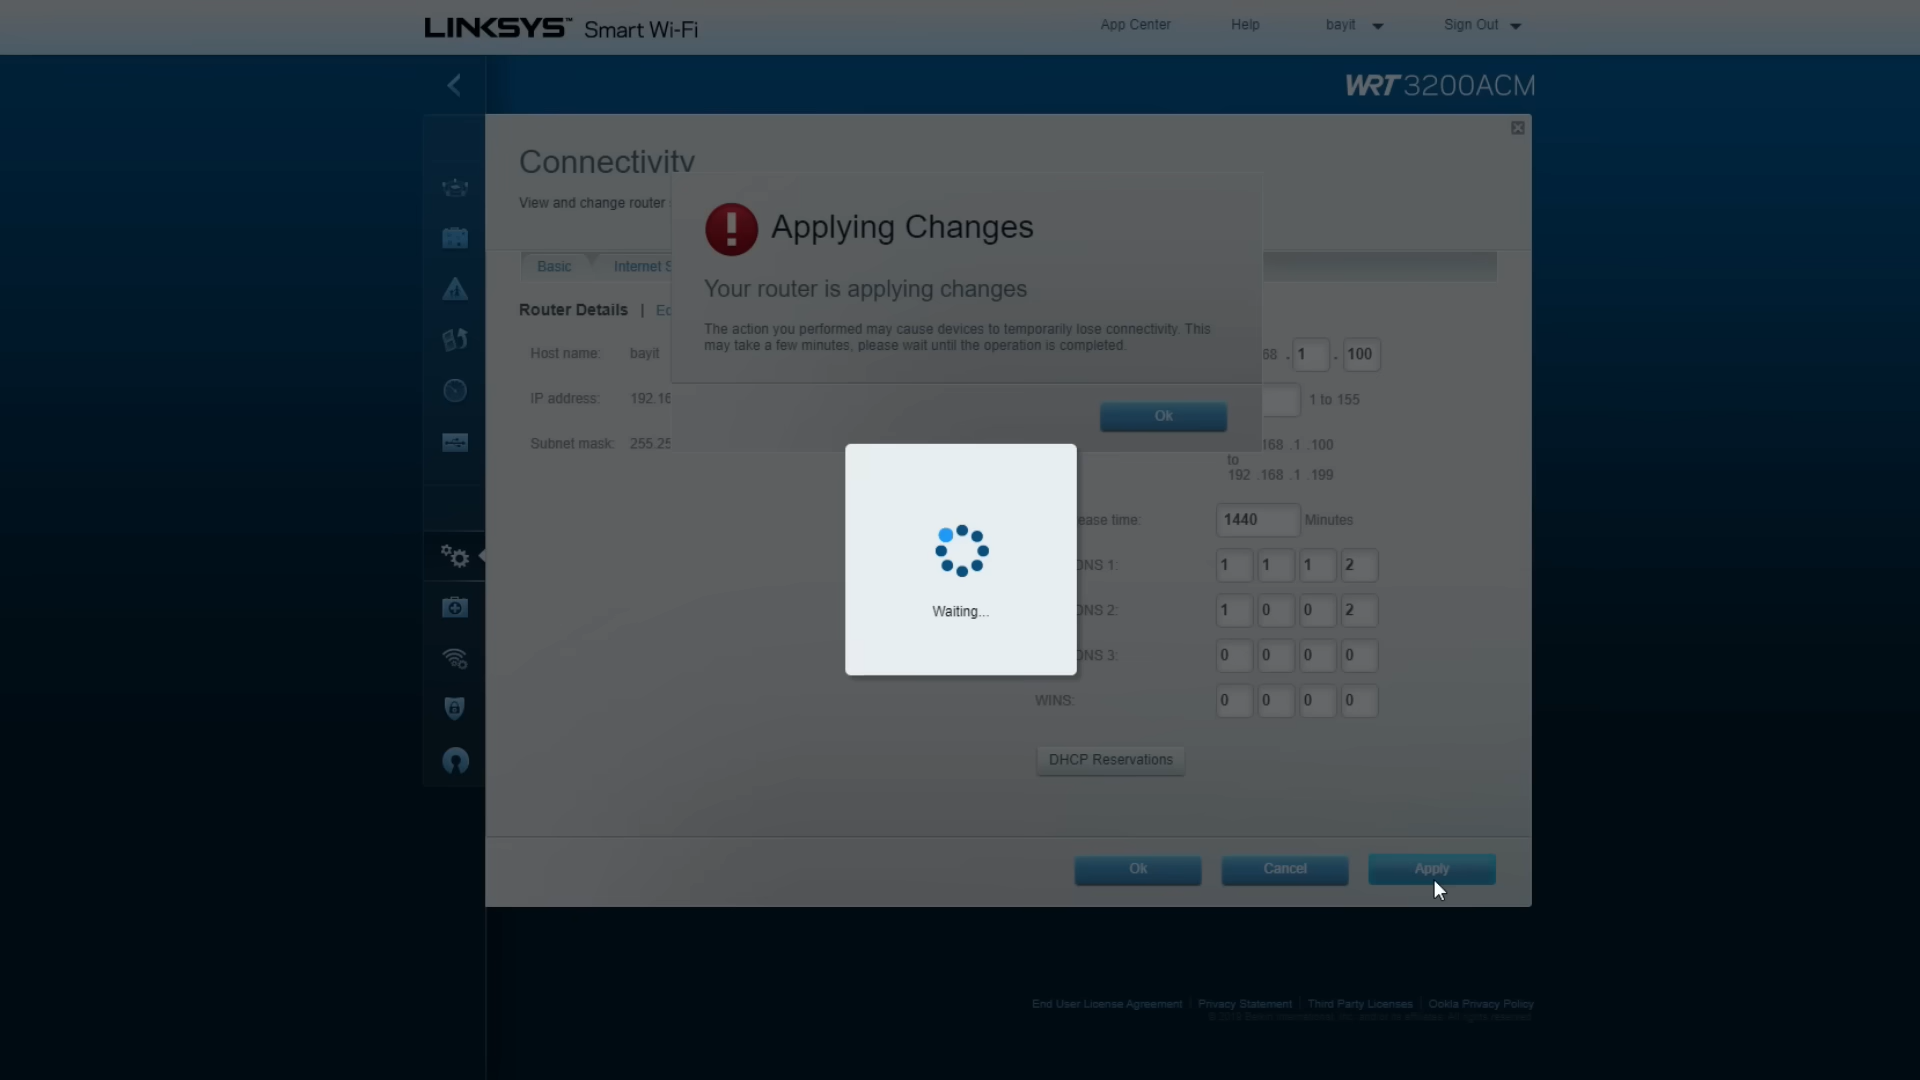 LINKSYS™ Smart Wi-Fi
App Center
Help
bayit
Sign Out
WRT3200ACM
Connectivity
View and change router
Applying Changes
Your router is applying changes
The action you performed may cause devices to temporarily lose connectivity. This
may take a few minutes, please wait until the operation is completed.
Ok
Basic
Internet S
Router Details |
Host name: bayit
68 . 1 . 100
IP address: 192.16
1 to 155
Subnet mask: 255.25
168 .1 .100
to
192 .168 .1 .199
ease time: 1440 Minutes
DNS 1: 1 1 1 2
DNS 2: 1 0 0 2
DNS 3: 0 0 0 0
WINS: 0 0 0 0
Waiting...
DHCP Reservations
Ok
Cancel
Apply
End User License Agreement | Privacy Statement | Third Party Licenses | Ookla Privacy Policy